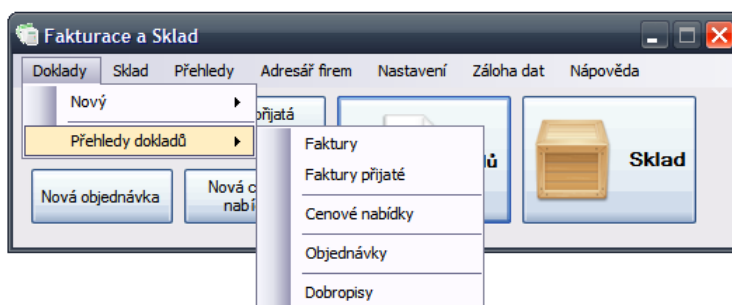 Fakturace a Sklad
Doklady Sklad Přehledy Adresář firem Nastavení Záloha dat Nápověda
Nový
Přehledy dokladů
Faktury
Faktury přijaté
Cenové nabídky
Objednávky
Dobropisy
Sklad
Nová objednávka
Nová